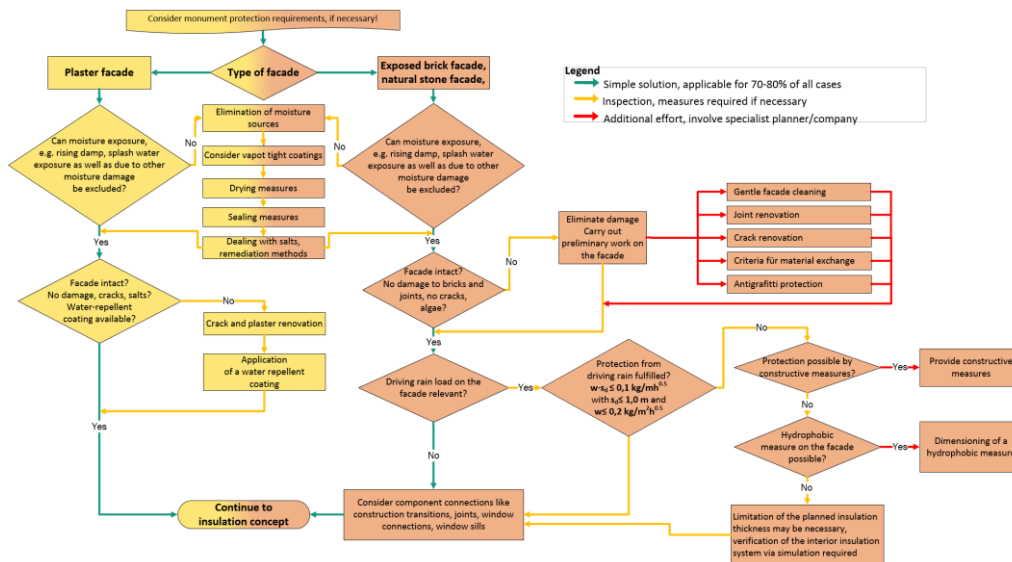 Consider monument protection requirements, if necessary!
Plaster facade
Type of facade
Exposed brick facade,
natural stone facade,
Legend
Simple solution, applicable for 70-80% of all cases
Inspection, measures required if necessary
Additional effort, involve specialist planner/company
Can moisture exposure,
e.g. rising damp, splash water
exposure as well as due to other
moisture damage
be excluded?
No
Elimination of moisture
sources
Consider vapot tight coatings
Drying measures
Sealing measures
Dealing with salts,
remediation methods
No
Can moisture exposure,
e.g. rising damp, splash water
exposure as well as due to other
moisture damage
be excluded?
Yes
Yes
Facade intact?
No damage, cracks, salts?
Water-repellent
coating available?
No
Crack and plaster renovation
Application
of a water repellent
coating
Yes
Facade intact?
No damage to bricks and
joints, no cracks,
algae?
No
Eliminate damage
Carry out
preliminary work on
the facade
Gentle facade cleaning
Joint renovation
Crack renovation
Criteria für material exchange
Antigrafitti protection
Yes
Driving rain load on the
facade relevant?
Yes
Protection from
driving rain fulfilled?
w·sd ≤ 0,1 kg/mh0.5
with sd ≤ 1,0 m and
w≤ 0,2 kg/m2h0.5
No
Protection possible by
constructive measures?
Yes
Provide constructive
measures
No
Hydrophobic
measure on the facade
possible?
Yes
Dimensioning of a
hydrophobic measure
No
No
Limitation of the planned insulation
thickness may be necessary,
verification of the interior insulation
system via simulation required
Consider component connections like
construction transitions, joints, window
connections, window sills
Continue to
insulation concept